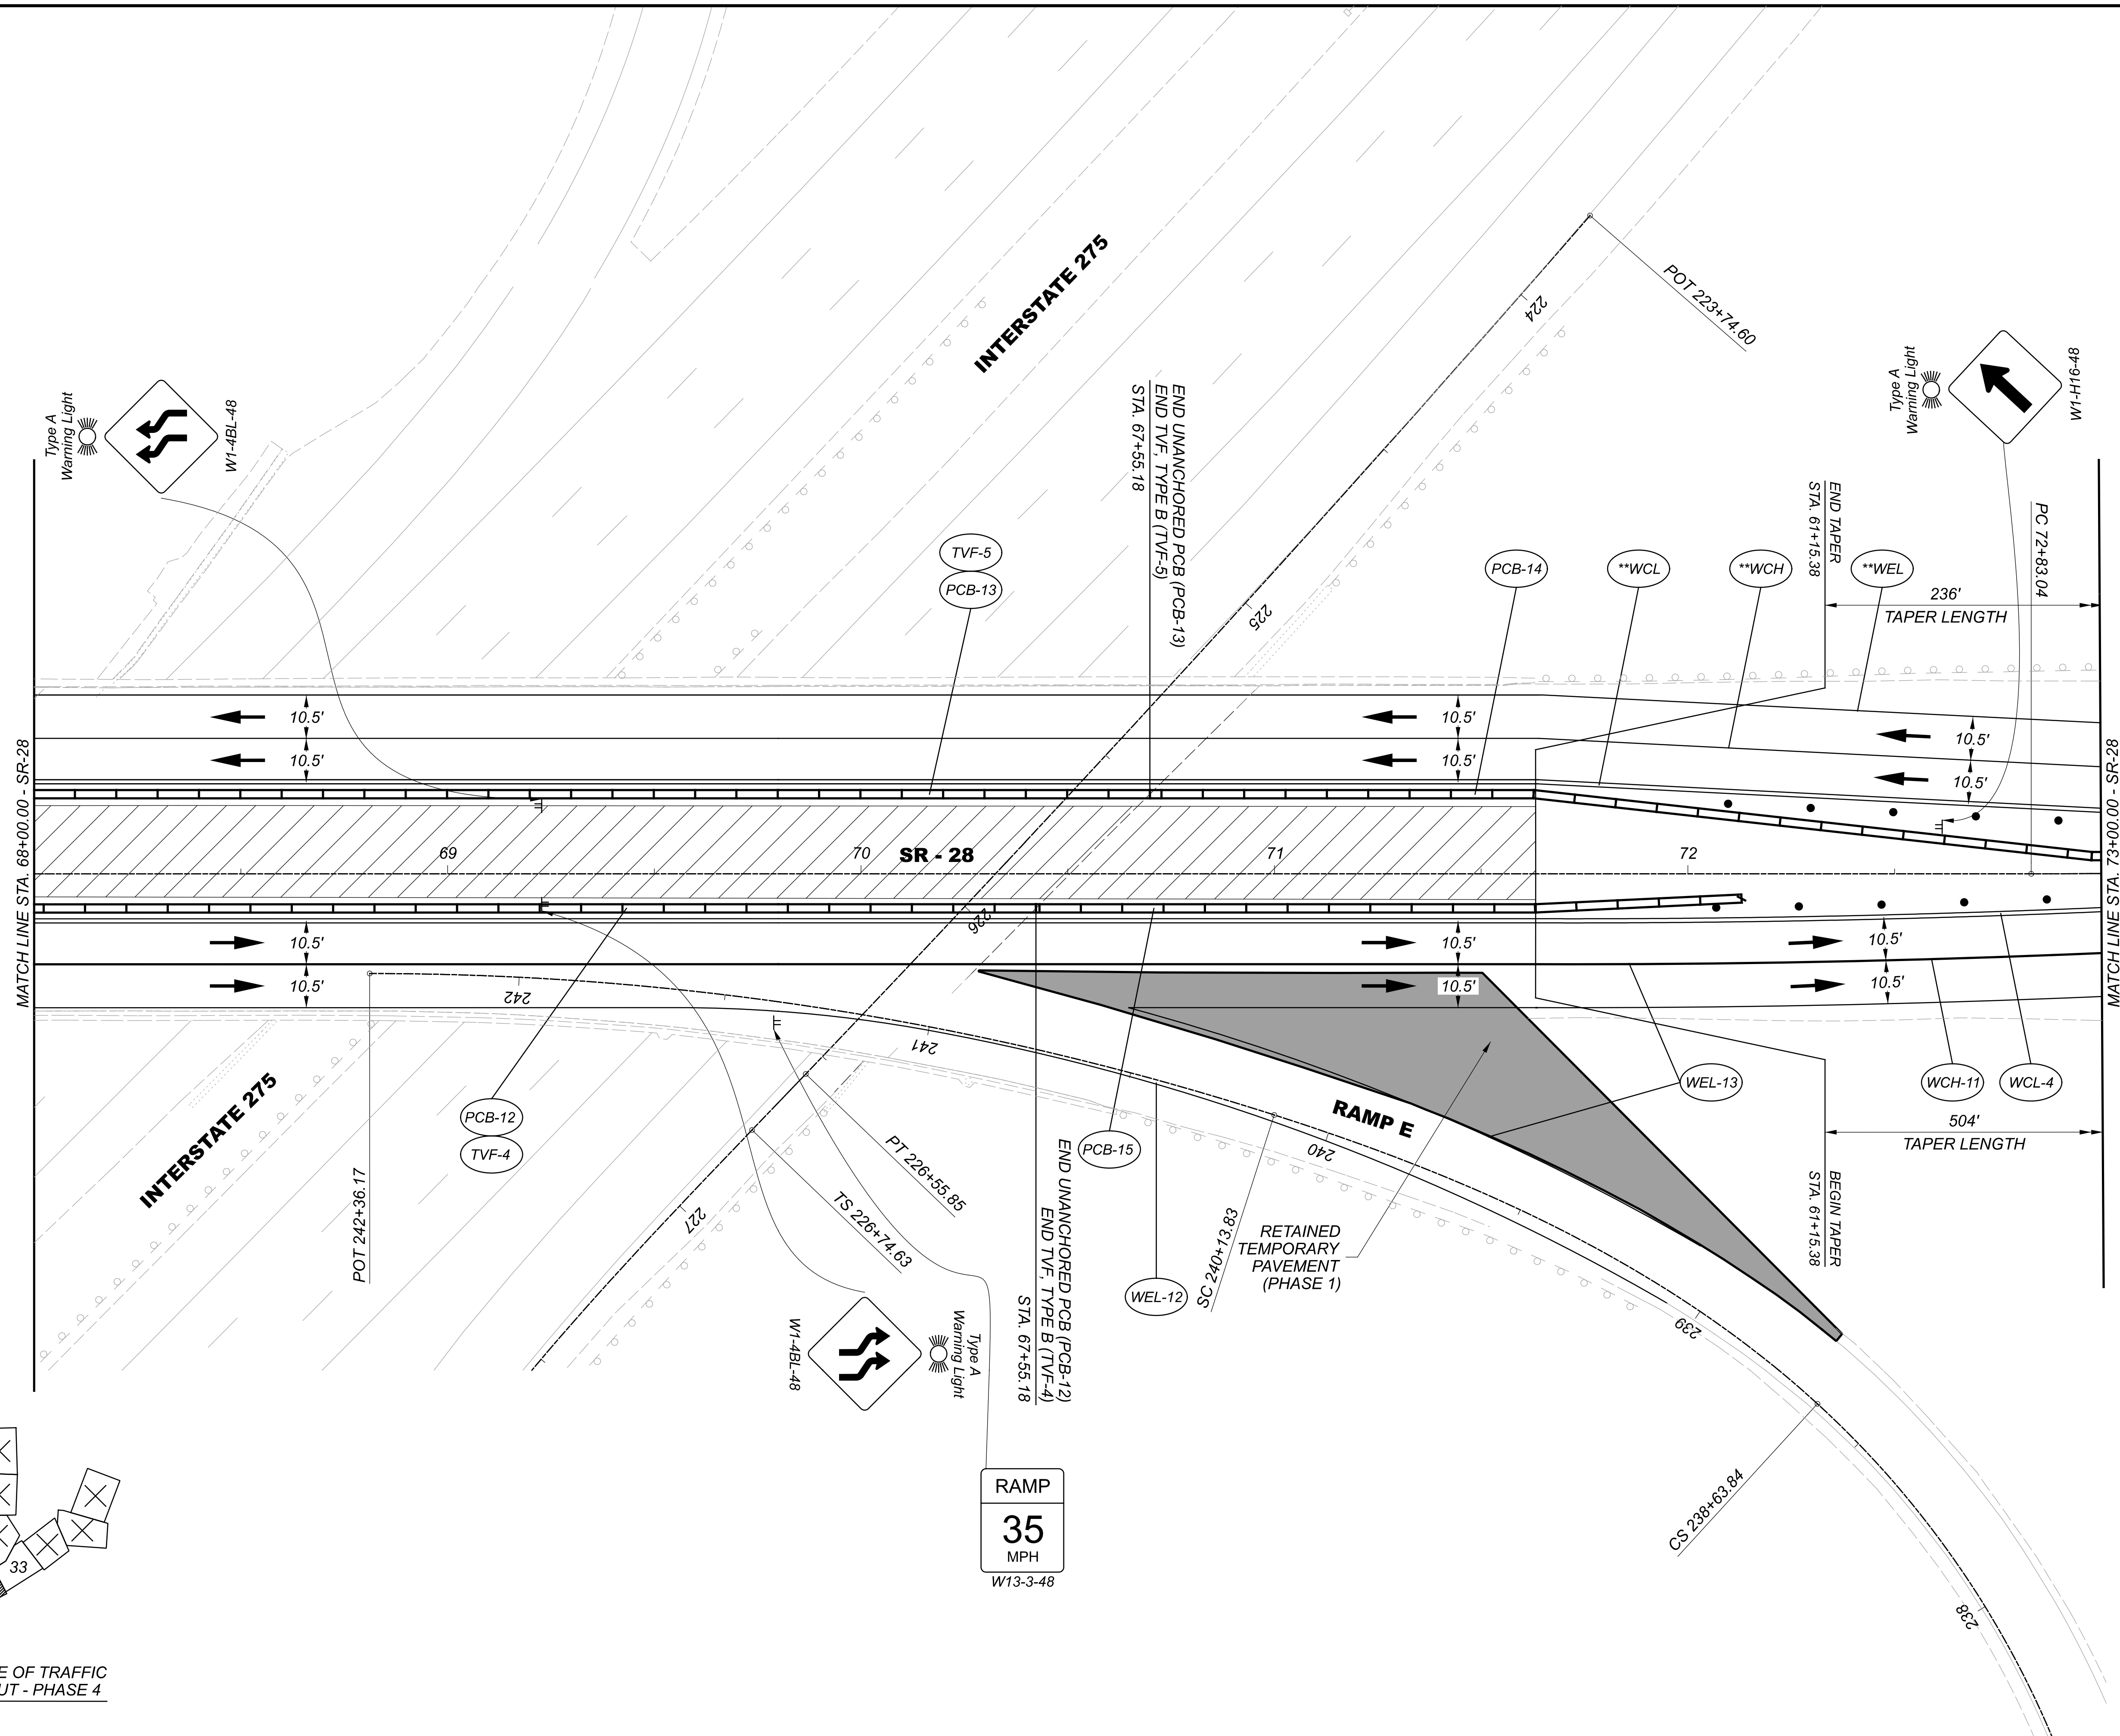 INTERSTATE 275
224
POT 223+74.60
Type A
Warning Light
W1-4BL-48
Type A
Warning Light
W1-H16-48
END UNANCHORED PCB (PCB-13)
END TVF, TYPE B (TVF-5)
STA. 67+55.18
TVF-5
PCB-13
PCB-14
**WCL
**WCH
**WEL
END TAPER
STA. 61+15.38
PC 72+83.04
236'
TAPER LENGTH
225
10.5'
10.5'
10.5'
10.5'
10.5'
10.5'
MATCH LINE STA. 68+00.00 - SR-28
MATCH LINE STA. 73+00.00 - SR-28
69
70
SR - 28
71
72
226
10.5'
10.5'
10.5'
10.5'
10.5'
10.5'
242
241
INTERSTATE 275
POT 242+36.17
PCB-12
TVF-4
PT 226+55.85
TS 226+74.63
227
PCB-15
WEL-12
END UNANCHORED PCB (PCB-12)
END TVF, TYPE B (TVF-4)
STA. 67+55.18
SC 240+13.83
240
RAMP E
RETAINED
TEMPORARY
PAVEMENT
(PHASE 1)
WEL-13
WCH-11
WCL-4
504'
TAPER LENGTH
BEGIN TAPER
STA. 61+15.38
239
W1-4BL-48
Type A
Warning Light
RAMP
35
MPH
W13-3-48
CS 238+63.84
238
33
E OF TRAFFIC
UT - PHASE 4